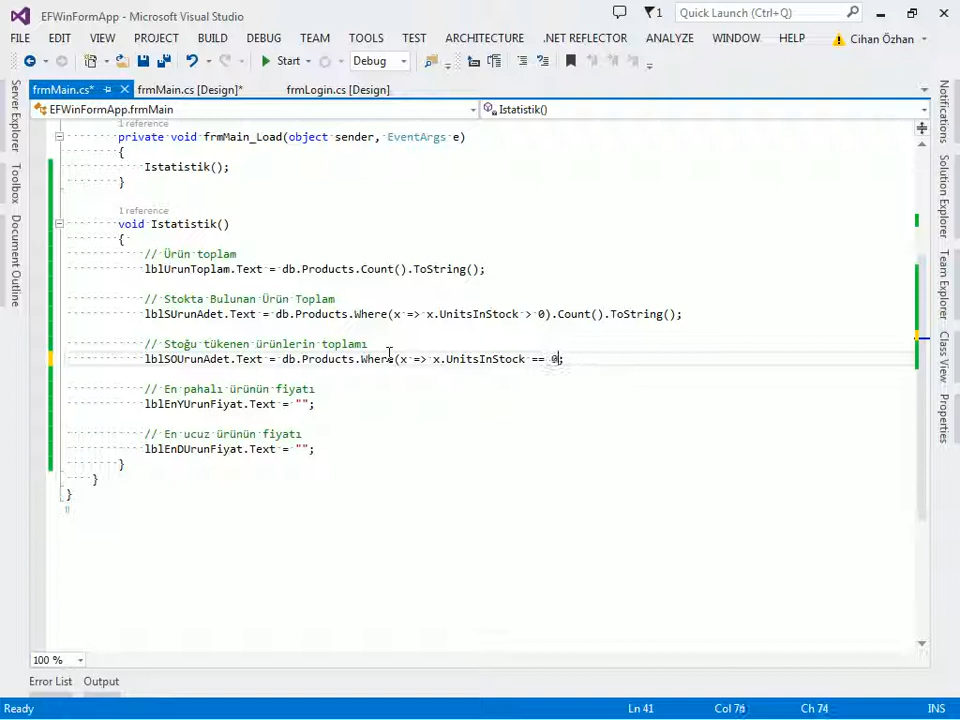 EFWinFormApp - Microsoft Visual Studio
1
Quick Launch (Ctrl+Q)
FILE EDIT VIEW PROJECT BUILD DEBUG TEAM TOOLS TEST ARCHITECTURE .NET REFLECTOR ANALYZE WINDOW HELP Cihan Özhan
Start Debug
frmMain.cs* frmMain.cs [Design]* frmLogin.cs [Design]
EFWinFormApp.frmMain Istatistik()
Server Explorer
Toolbox
Document Outline
1 reference
private void frmMain_Load(object sender, EventArgs e)
{
Istatistik();
}
1 reference
void Istatistik()
{
// Ürün toplam
lblUrunToplam.Text = db.Products.Count().ToString();
// Stokta Bulunan Ürün Toplam
lblSUrunAdet.Text = db.Products.Where(x => x.UnitsInStock > 0).Count().ToString();
// Stoğu tükenen ürünlerin toplamı
lblSOUrunAdet.Text = db.Products.Where(x => x.UnitsInStock == 0;
// En pahalı ürünün fiyatı
lblEnYUrunFiyat.Text = "";
// En ucuz ürünün fiyatı
lblEnDUrunFiyat.Text = "";
}
}
}
Notifications
Solution Explorer
Team Explorer
Class View
Properties
100 %
Error List Output
Ready Ln 41 Col 76 Ch 74 INS